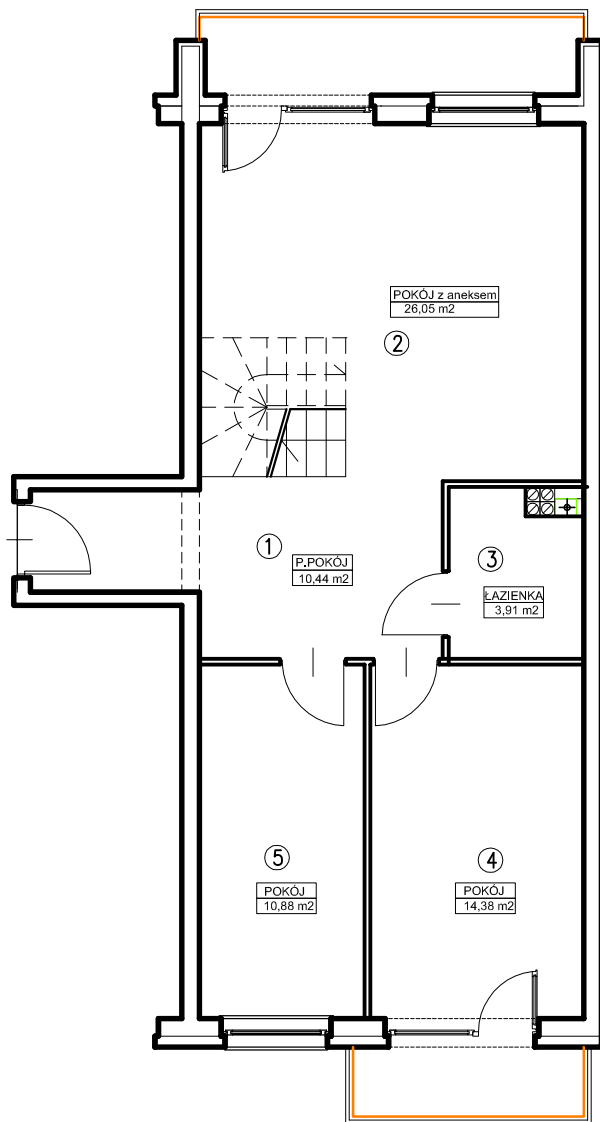 POKÓJ z aneksem
26,05 m2
2
1
P.POKÓJ
10,44 m2
3
ŁAZIENKA
3,91 m2
5
POKÓJ
10,88 m2
4
POKÓJ
14,38 m2